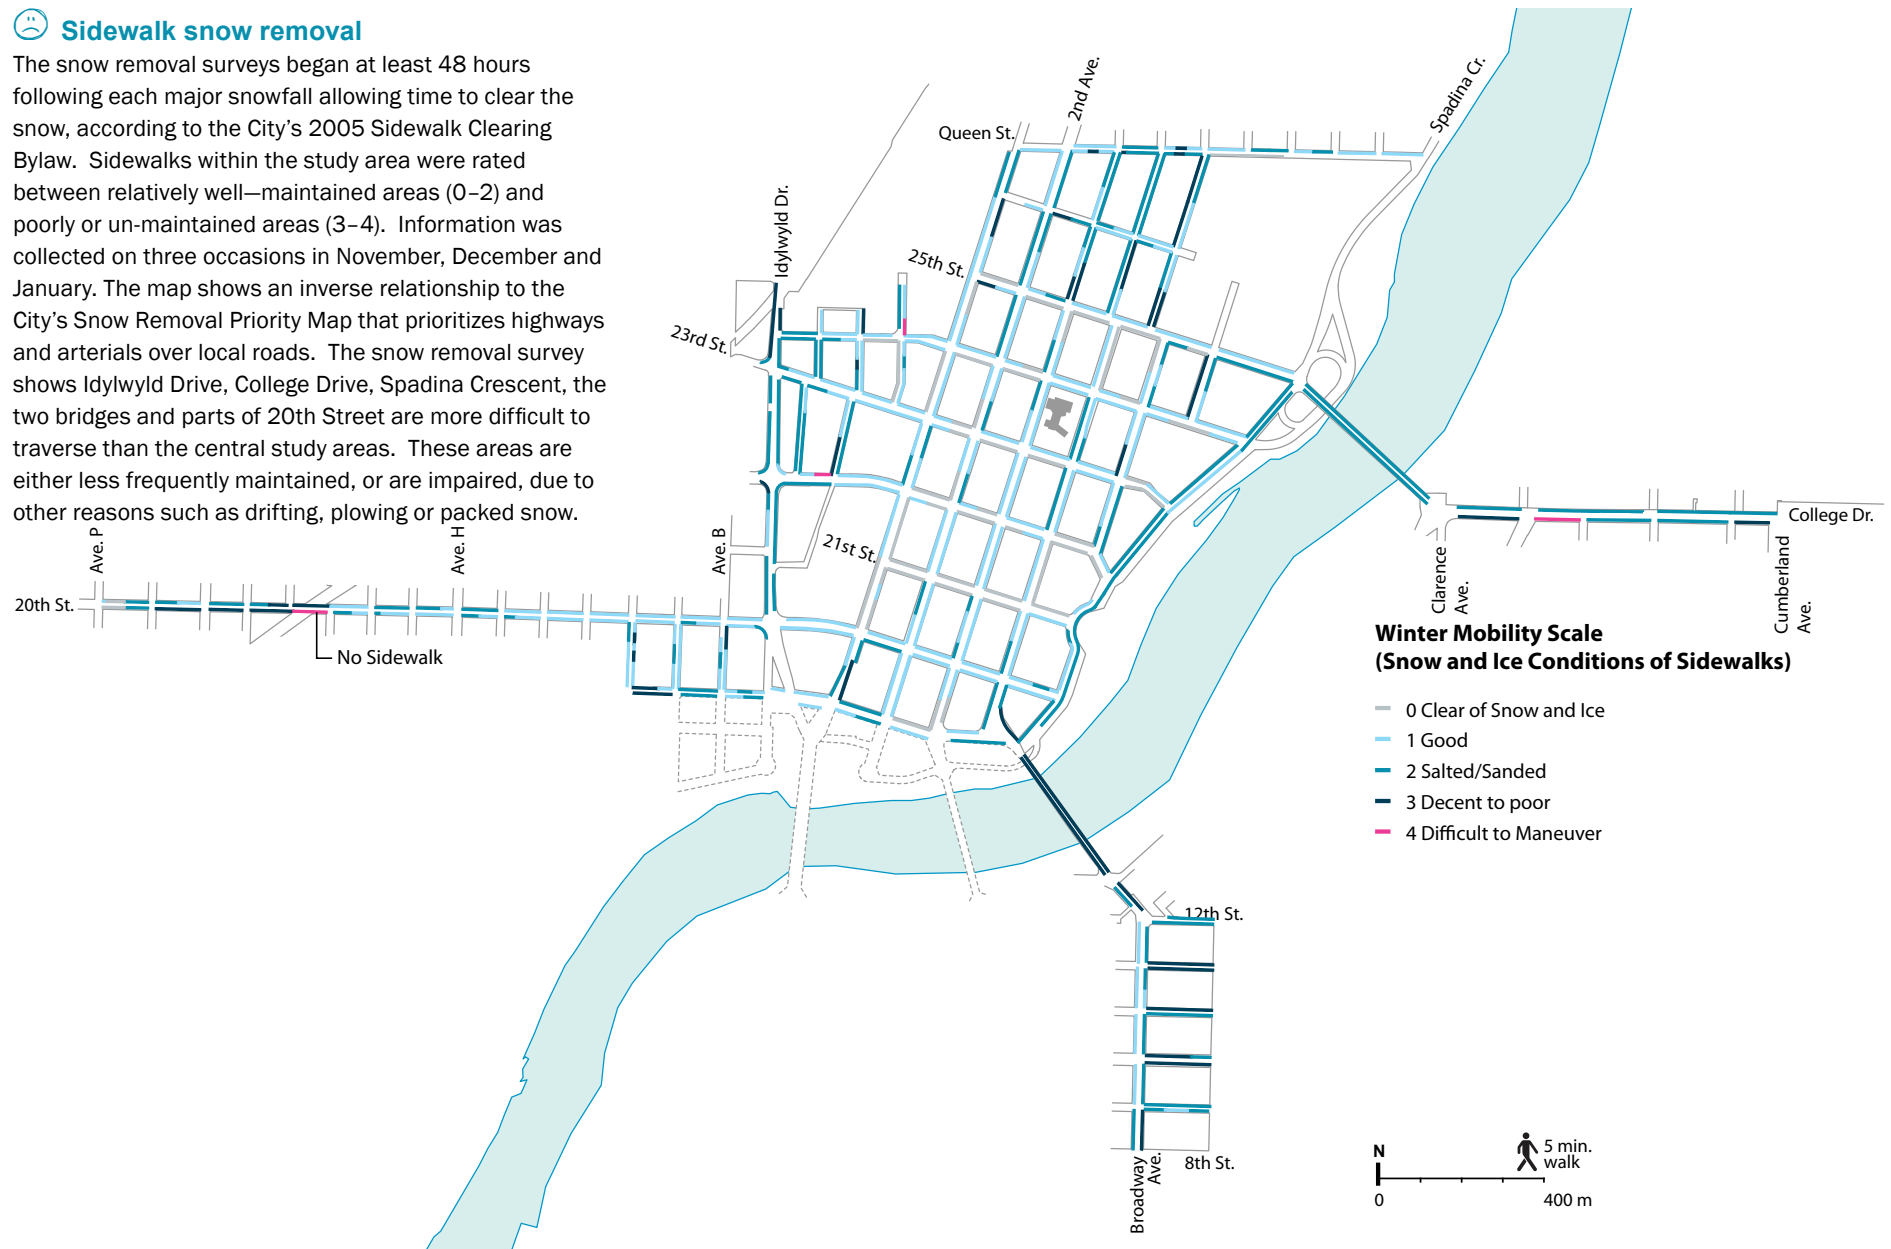 Sidewalk snow removal
The snow removal surveys began at least 48 hours
following each major snowfall allowing time to clear the
snow, according to the City's 2005 Sidewalk Clearing
Bylaw.  Sidewalks within the study area were rated
between relatively well—maintained areas (0–2) and
poorly or un-maintained areas (3–4).  Information was
collected on three occasions in November, December and
January. The map shows an inverse relationship to the
City's Snow Removal Priority Map that prioritizes highways
and arterials over local roads.  The snow removal survey
shows Idylwyld Drive, College Drive, Spadina Crescent, the
two bridges and parts of 20th Street are more difficult to
traverse than the central study areas.  These areas are
either less frequently maintained, or are impaired, due to
other reasons such as drifting, plowing or packed snow.
2nd Ave.
Spadina Cr.
Queen St.
Idylwyld Dr.
25th St.
23rd St.
21st St.
Ave. P
Ave. H
Ave. B
20th St.
No Sidewalk
College Dr.
Clarence
Ave.
Cumberland
Ave.
Winter Mobility Scale
(Snow and Ice Conditions of Sidewalks)
0 Clear of Snow and Ice
1 Good
2 Salted/Sanded
3 Decent to poor
4 Difficult to Maneuver
12th St.
8th St.
Broadway
Ave.
N
5 min.
walk
0
400 m